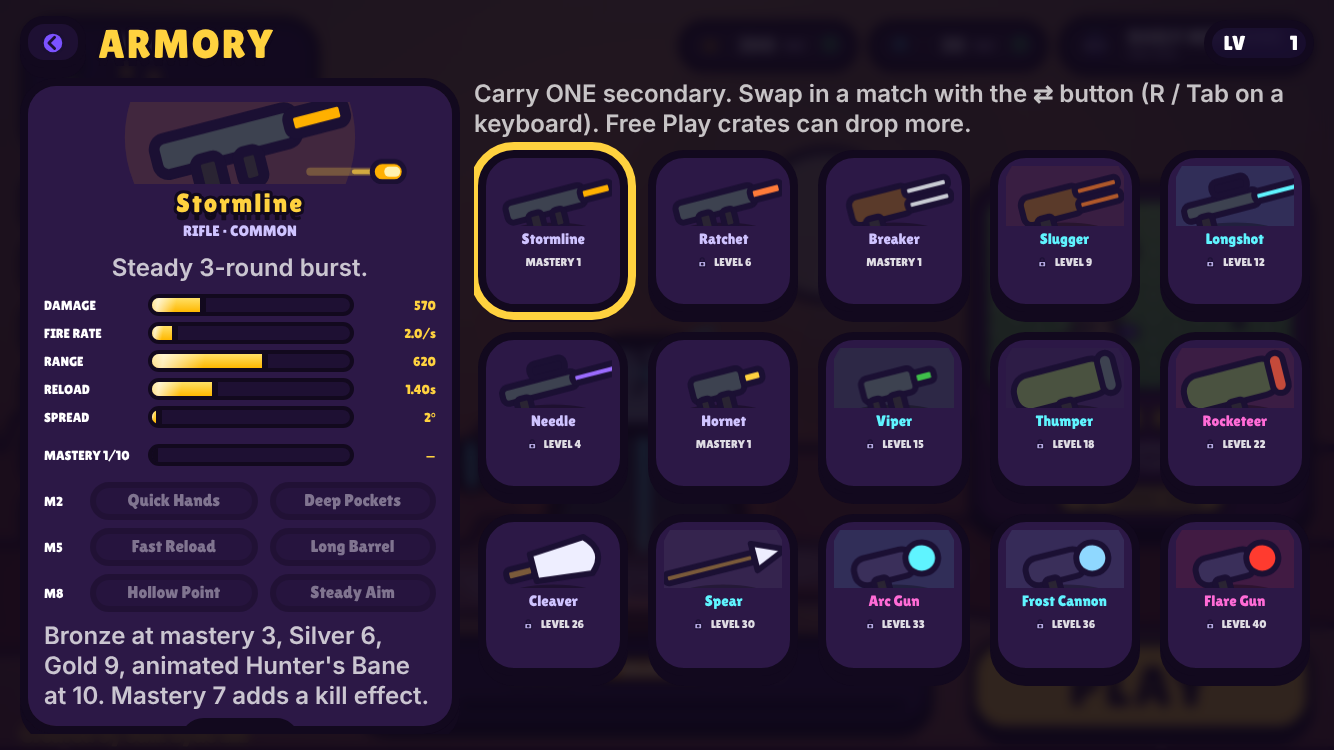 ARMORY
LV 1
Stormline
RIFLE · COMMON
Steady 3-round burst.
DAMAGE 570
FIRE RATE 2.0/s
RANGE 620
RELOAD 1.40s
SPREAD 2°
MASTERY 1/10 –
M2 Quick Hands Deep Pockets
M5 Fast Reload Long Barrel
M8 Hollow Point Steady Aim
Bronze at mastery 3, Silver 6,
Gold 9, animated Hunter's Bane
at 10. Mastery 7 adds a kill effect.
Carry ONE secondary. Swap in a match with the ⇄ button (R / Tab on a
keyboard). Free Play crates can drop more.
Stormline Ratchet Breaker Slugger Longshot
MASTERY 1 LEVEL 6 MASTERY 1 LEVEL 9 LEVEL 12
Needle Hornet Viper Thumper Rocketeer
LEVEL 4 MASTERY 1 LEVEL 15 LEVEL 18 LEVEL 22
Cleaver Spear Arc Gun Frost Cannon Flare Gun
LEVEL 26 LEVEL 30 LEVEL 33 LEVEL 36 LEVEL 40
PLAY